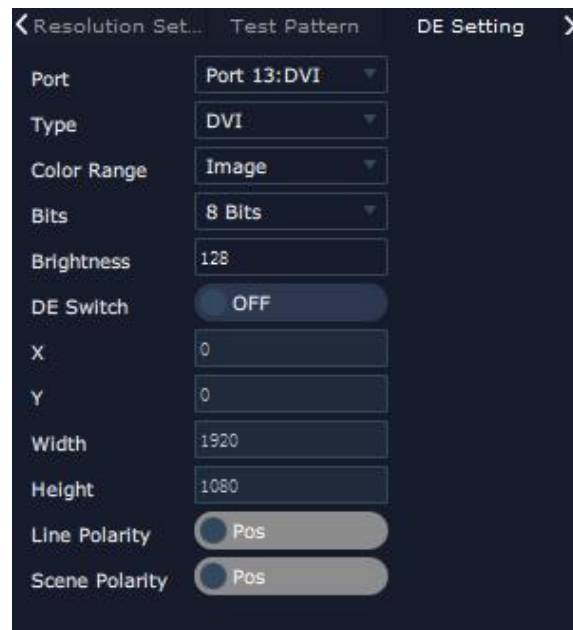 Resolution Set... Test Pattern DE Setting
Port Port 13:DVI
Type DVI
Color Range Image
Bits 8 Bits
Brightness 128
DE Switch OFF
X 0
Y 0
Width 1920
Height 1080
Line Polarity Pos
Scene Polarity Pos